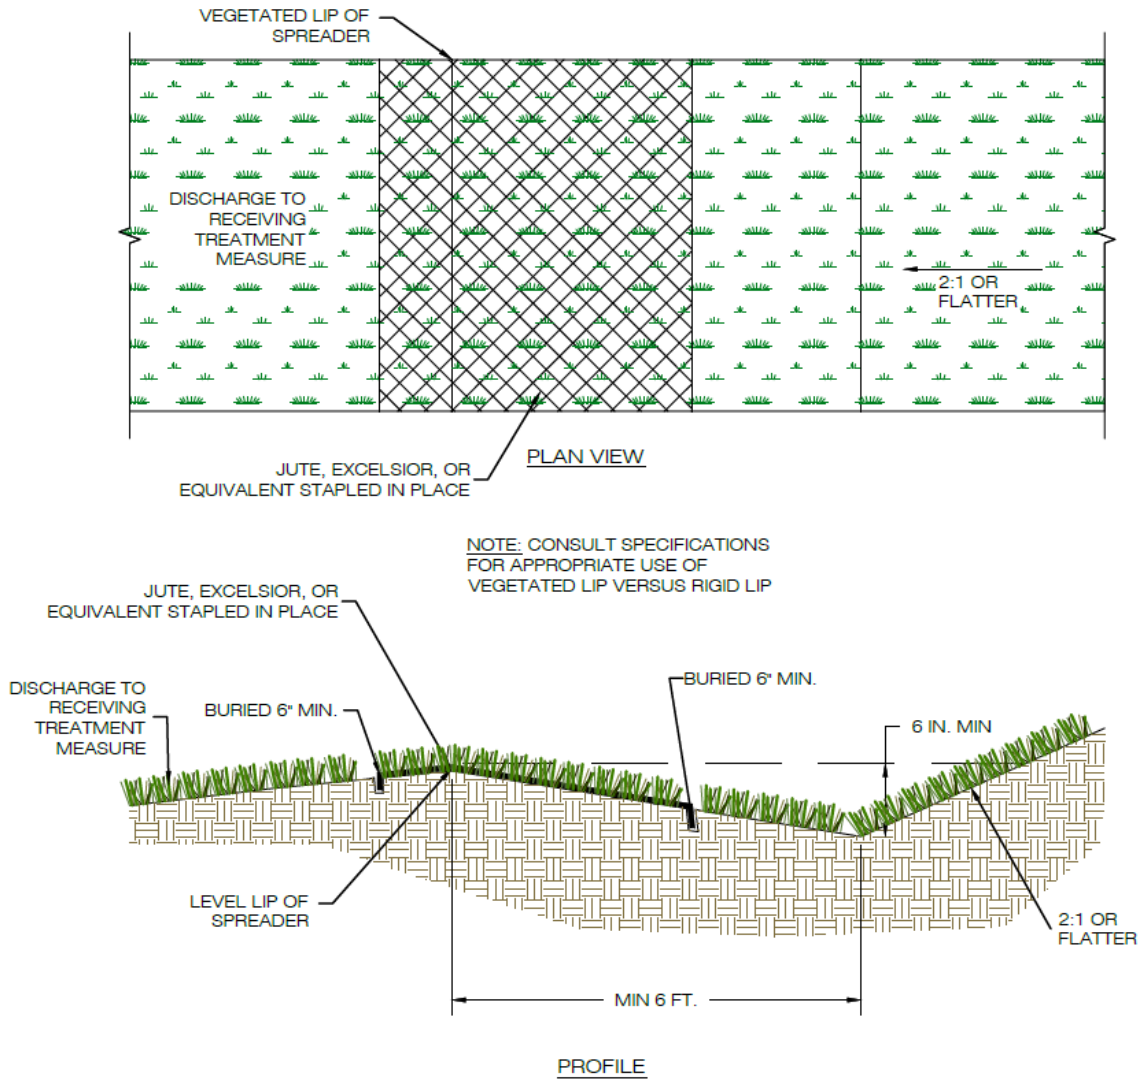 VEGETATED LIP OF
SPREADER
DISCHARGE TO
RECEIVING
TREATMENT
MEASURE
2:1 OR
FLATTER
JUTE, EXCELSIOR, OR
EQUIVALENT STAPLED IN PLACE
PLAN VIEW
NOTE: CONSULT SPECIFICATIONS
FOR APPROPRIATE USE OF
VEGETATED LIP VERSUS RIGID LIP
JUTE, EXCELSIOR, OR
EQUIVALENT STAPLED IN PLACE
DISCHARGE TO
RECEIVING
TREATMENT
MEASURE
BURIED 6" MIN.
BURIED 6" MIN.
6 IN. MIN
LEVEL LIP OF
SPREADER
2:1 OR
FLATTER
MIN 6 FT.
PROFILE